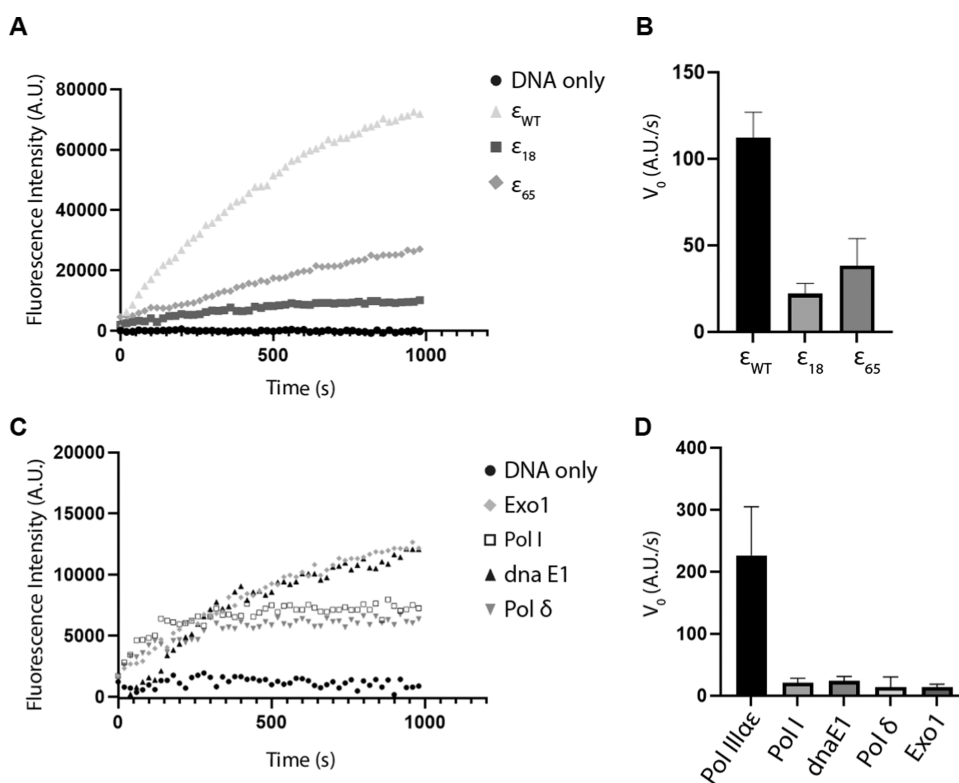 A
Fluorescence Intensity (A.U.)
80000
60000
40000
20000
0
0
500
1000
Time (s)
DNA only
εWT
ε18
ε65
B
V0 (A.U./s)
150
100
50
0
εWT
ε18
ε65
C
Fluorescence Intensity (A.U.)
20000
15000
10000
5000
0
0
500
1000
Time (s)
DNA only
Exo1
Pol I
dna E1
Pol δ
D
V0 (A.U./s)
400
300
200
100
0
Pol IIIαε
Pol I
dnaE1
Pol δ
Exo1